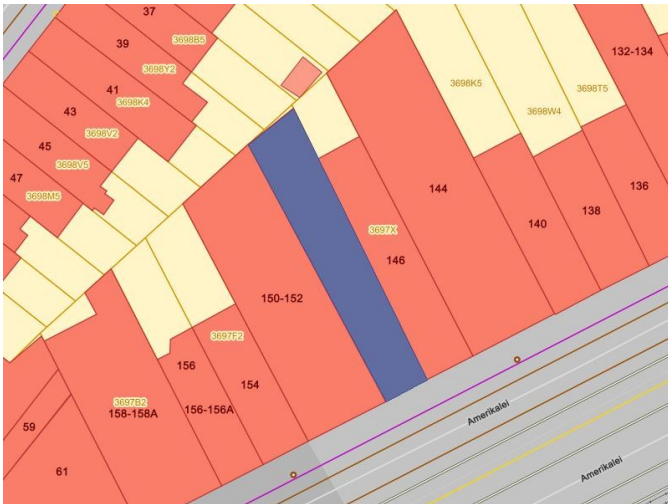 37
3698B5
39
3698Y2
132-134
41
3698K4
3698K5
3698T5
43
3698V2
3698W4
45
3698V5
47
3698M5
144
136
138
140
3697X
146
150-152
3697F2
156
154
3697B2
158-158A
156-156A
Amerikalei
59
61
Amerikalei